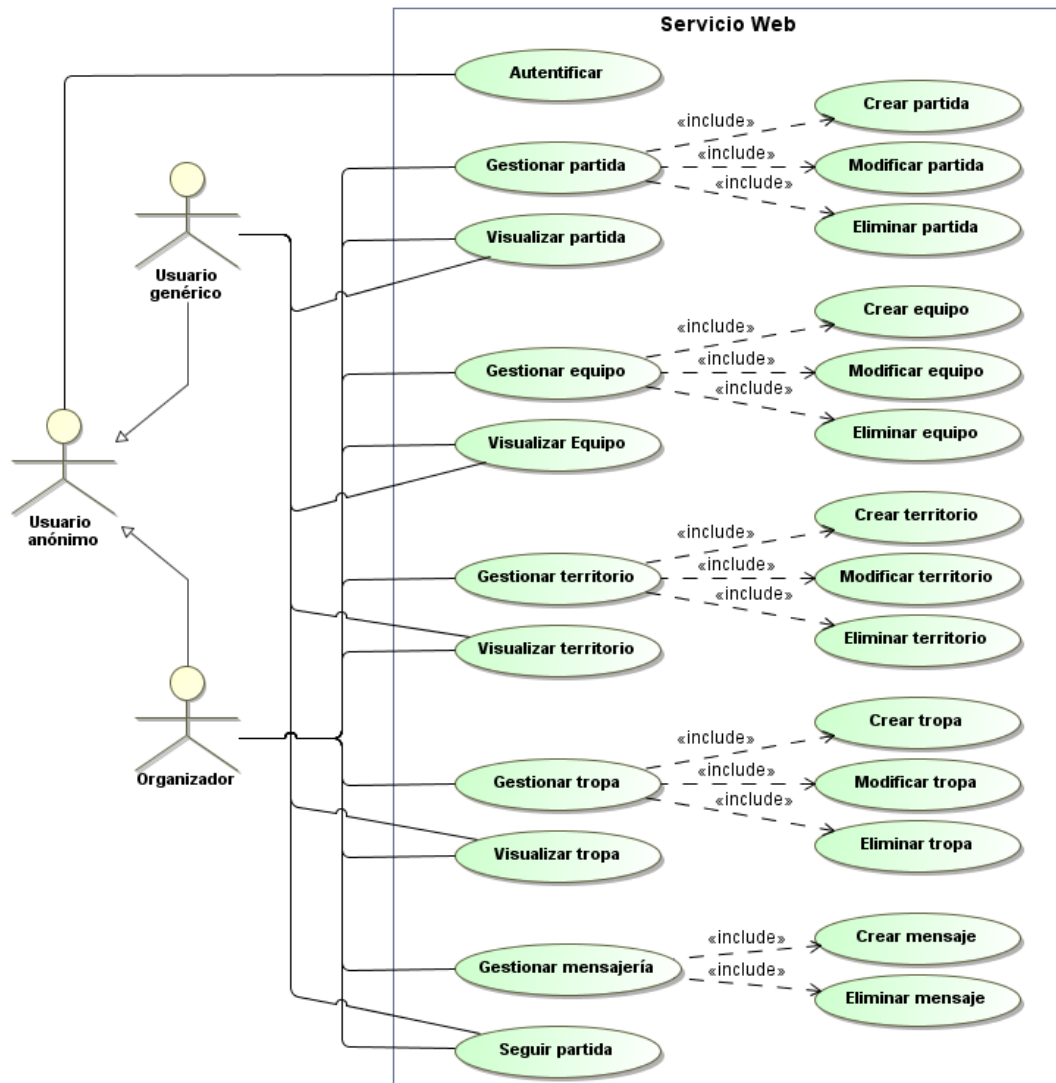 Servicio Web
Autentificar
Crear partida
«include»
Gestionar partida
«include»
Modificar partida
«include»
Eliminar partida
Visualizar partida
Usuario
genérico
Crear equipo
«include»
Gestionar equipo
«include»
Modificar equipo
«include»
Eliminar equipo
Visualizar Equipo
Usuario
anónimo
Crear territorio
«include»
Gestionar territorio
«include»
Modificar territorio
«include»
Eliminar territorio
Visualizar territorio
Organizador
Crear tropa
«include»
Gestionar tropa
«include»
Modificar tropa
«include»
Eliminar tropa
Visualizar tropa
Crear mensaje
«include»
Gestionar mensajería
«include»
Eliminar mensaje
Seguir partida